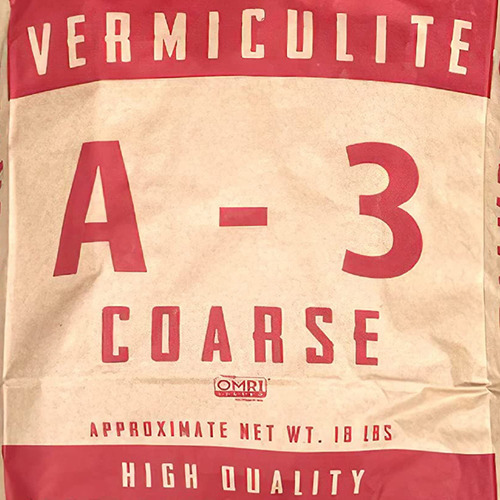 VERMICULITE
A - 3
COARSE
OMRI
APPROXIMATE NET WT. 18 LBS
HIGH QUALITY